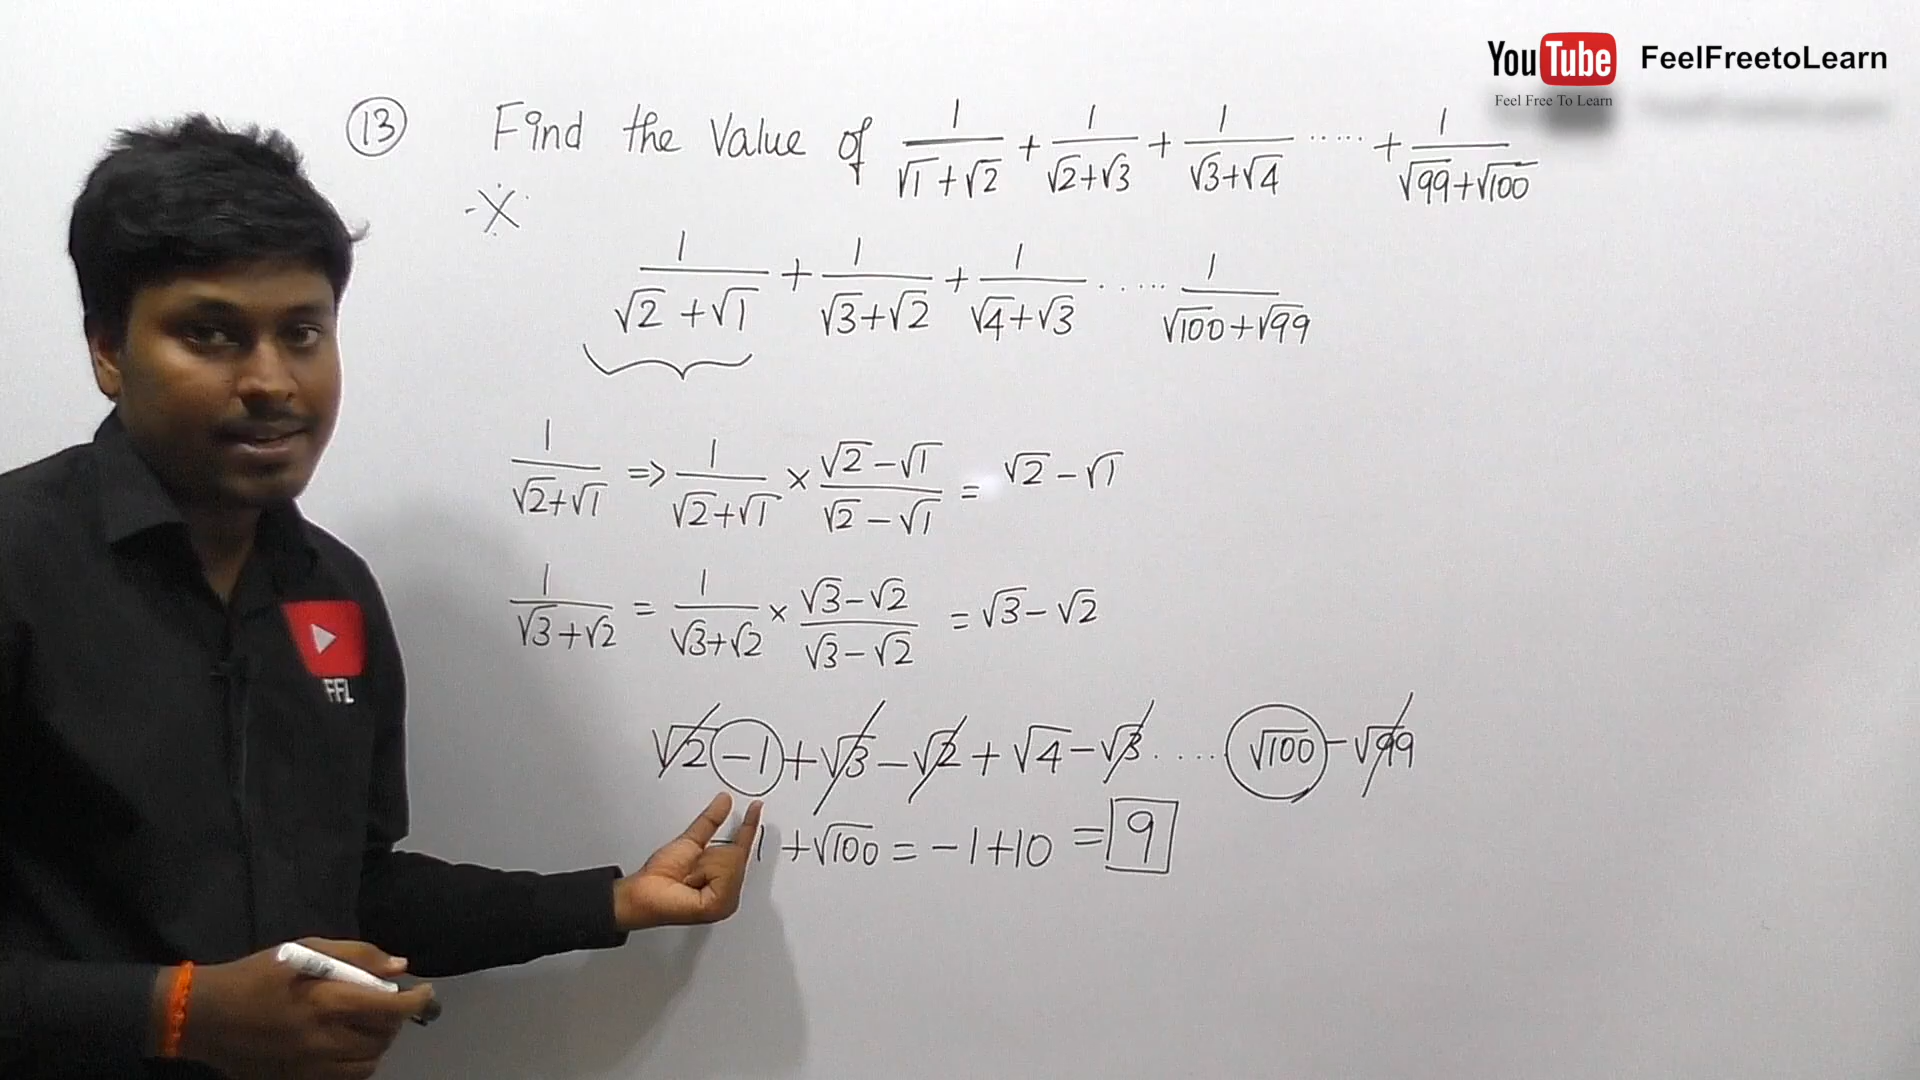 YouTube FeelFreetoLearn
Feel Free To Learn
13 Find the Value of 1/(√1+√2) + 1/(√2+√3) + 1/(√3+√4) ..... + 1/(√99+√100)
1/(√2+√1) + 1/(√3+√2) + 1/(√4+√3) ..... 1/(√100+√99)
1/(√2+√1) => 1/(√2+√1) × (√2-√1)/(√2-√1) = √2-√1
1/(√3+√2) = 1/(√3+√2) × (√3-√2)/(√3-√2) = √3-√2
√2-1+√3-√2+√4-√3.....√100-√99
-1+√100 = -1+10 = 9
FFL